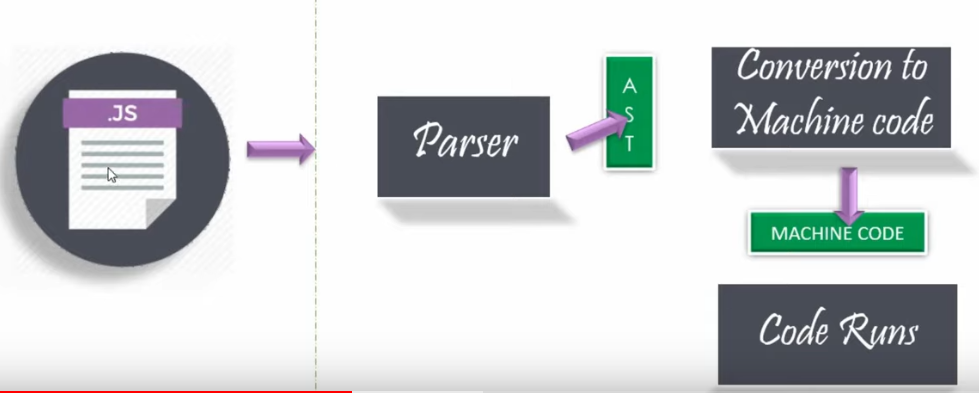 .JS
Parser
A
S
T
Conversion to
Machine code
MACHINE CODE
Code Runs